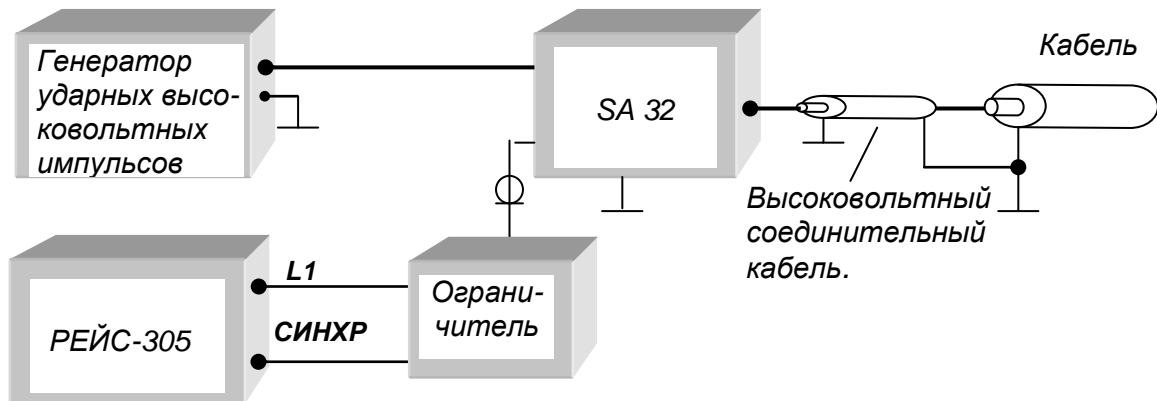 Генератор
ударных высо-
ковольтных
импульсов
SA 32
Кабель
Высоковольтный
соединительный
кабель.
L1
СИНХР
РЕЙС-305
Ограни-
читель